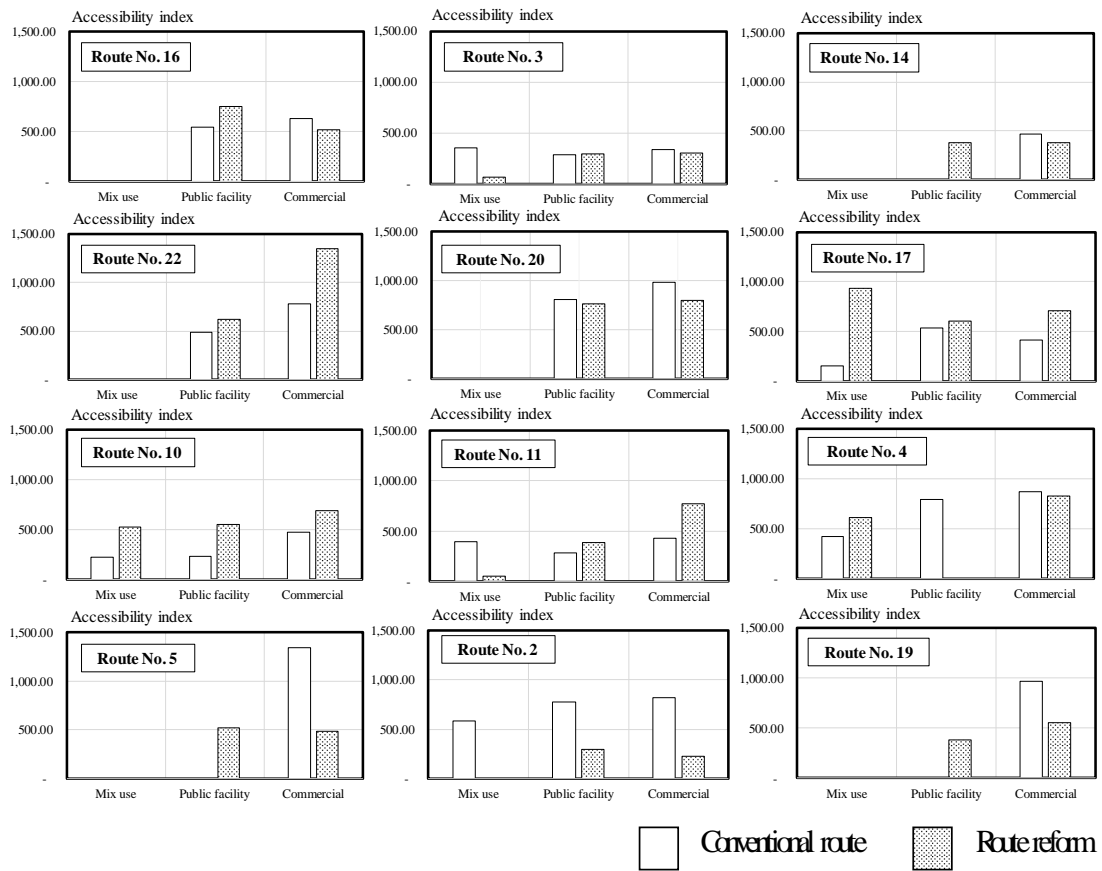 Accessibility index
1,500.00
1,000.00
500.00
-
Route No. 16
Mix use Public facility Commercial
Accessibility index
1,500.00
1,000.00
500.00
-
Route No. 3
Mix use Public facility Commercial
Accessibility index
1,500.00
1,000.00
500.00
-
Route No. 14
Mix use Public facility Commercial
Accessibility index
1,500.00
1,000.00
500.00
-
Route No. 22
Mix use Public facility Commercial
Accessibility index
1,500.00
1,000.00
500.00
-
Route No. 20
Mix use Public facility Commercial
Accessibility index
1,500.00
1,000.00
500.00
-
Route No. 17
Mix use Public facility Commercial
Accessibility index
1,500.00
1,000.00
500.00
-
Route No. 10
Mix use Public facility Commercial
Accessibility index
1,500.00
1,000.00
500.00
-
Route No. 11
Mix use Public facility Commercial
Accessibility index
1,500.00
1,000.00
500.00
-
Route No. 4
Mix use Public facility Commercial
Accessibility index
1,500.00
1,000.00
500.00
-
Route No. 5
Mix use Public facility Commercial
Accessibility index
1,500.00
1,000.00
500.00
-
Route No. 2
Mix use Public facility Commercial
Accessibility index
1,500.00
1,000.00
500.00
-
Route No. 19
Mix use Public facility Commercial
Conventional route Route reform